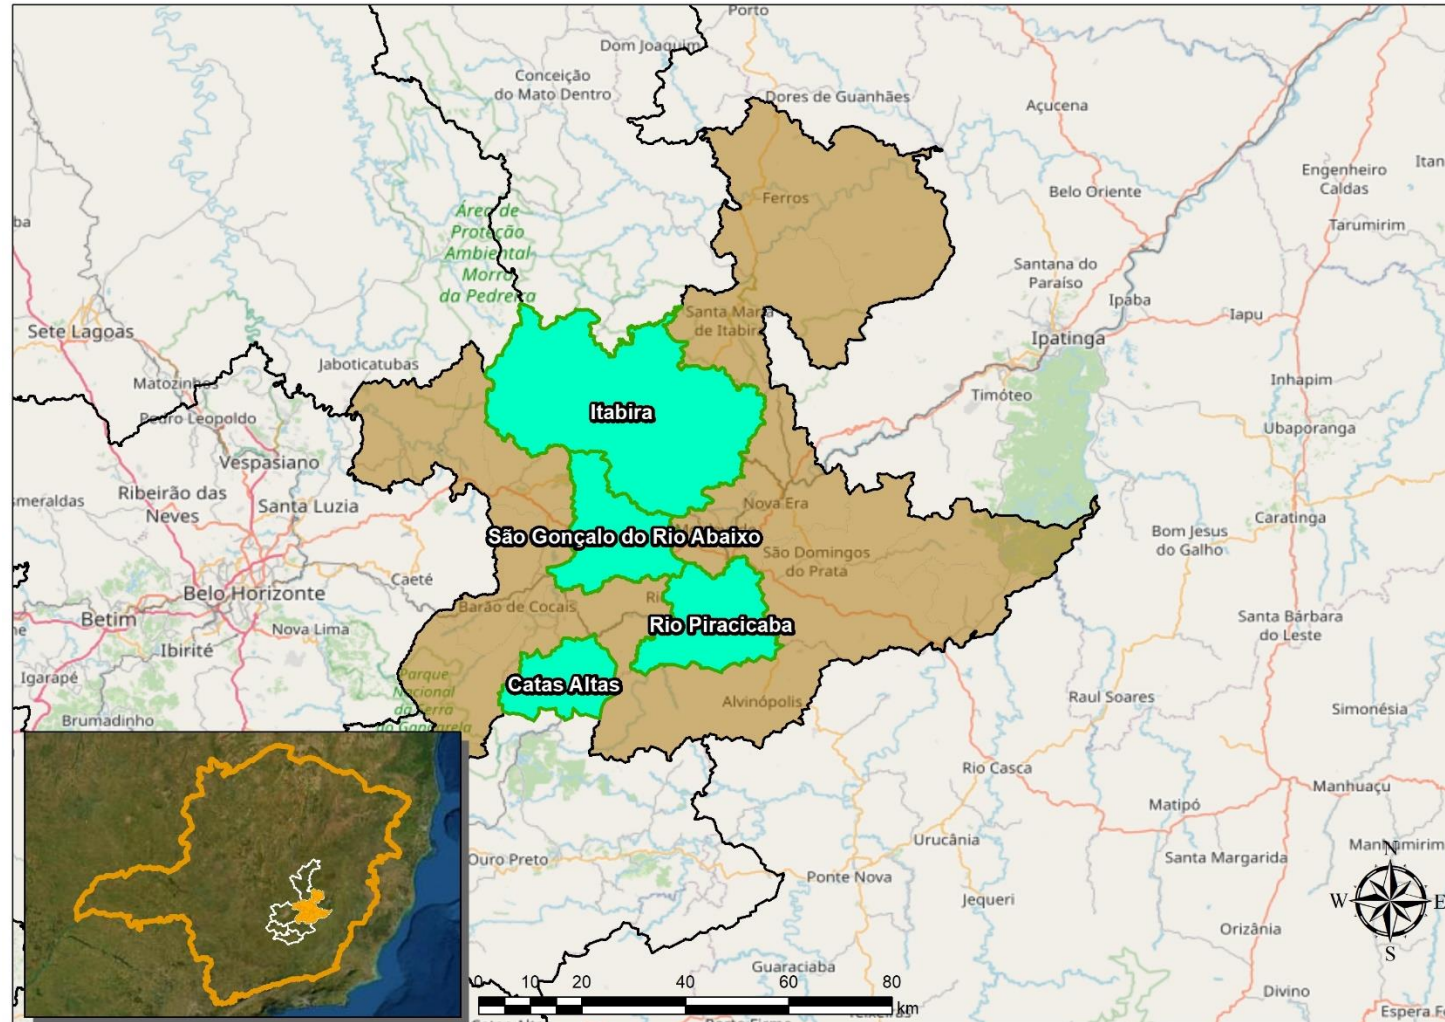 Porto
Dom Joaquim
Conceição
do Mato Dentro
Dores de Guanhães
Açucena
Engenheiro
Caldas
Belo Oriente
Ferros
Tarumirim
Área de
Proteção
Ambiental
Morro
da Pedreira
Santana do
Paraíso
Ipaba
Iapu
Santa Maria
de Itabira
Sete Lagoas
Ipatinga
Jaboticatubas
Matozinhos
Inhapim
Timóteo
Pedro Leopoldo
Itabira
Ubaporanga
Vespasiano
Ribeirão das
Neves
Santa Luzia
smeraldas
Nova Era
Caratinga
Bom Jesus
do Galho
São Gonçalo do Rio Abaixo
São Domingos
do Prata
Caeté
Belo Horizonte
Barão de Cocais
Betim
Nova Lima
Rio Piracicaba
Santa Bárbara
do Leste
Ibirité
Igarapé
Parque
Nacional
da Serra
do Gandarela
Catas Altas
Alvinópolis
Raul Soares
Simonésia
Brumadinho
Rio Casca
Manhuaçu
Matipó
Urucânia
Ouro Preto
Santa Margarida
Ponte Nova
Jequeri
N
W
E
S
Orizânia
Guaraciaba
Divino
0 10 20 40 60 80
km